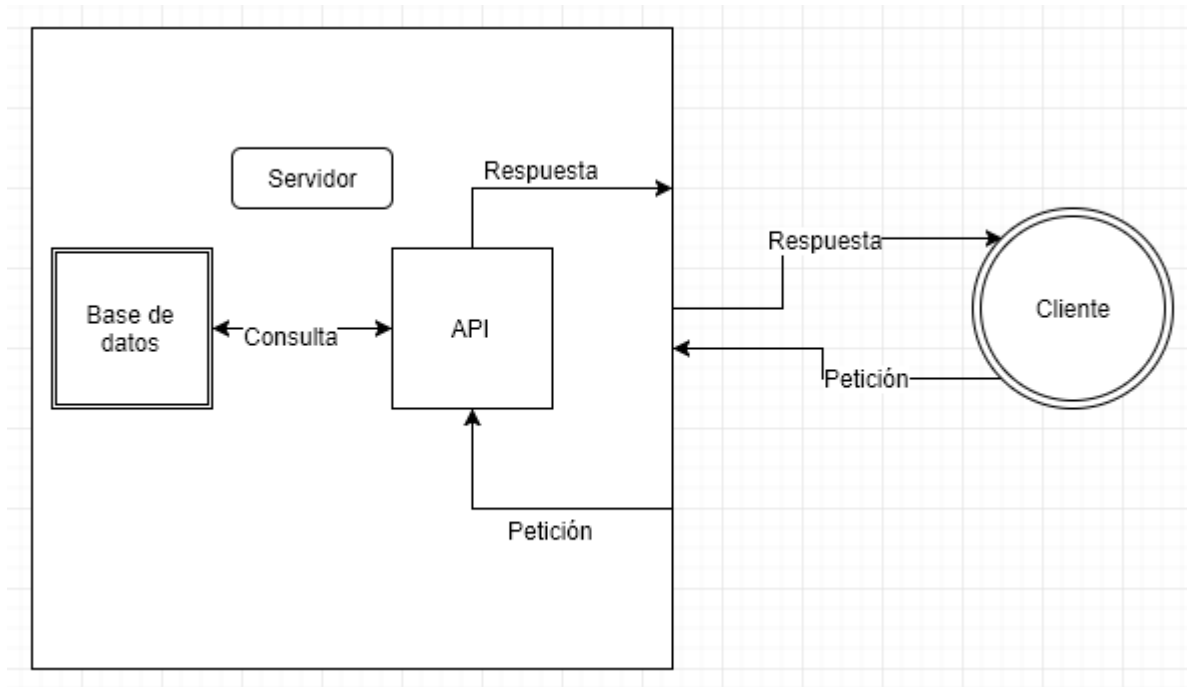 Servidor
Respuesta
Respuesta
Base de
datos
Consulta
API
Cliente
Petición
Petición